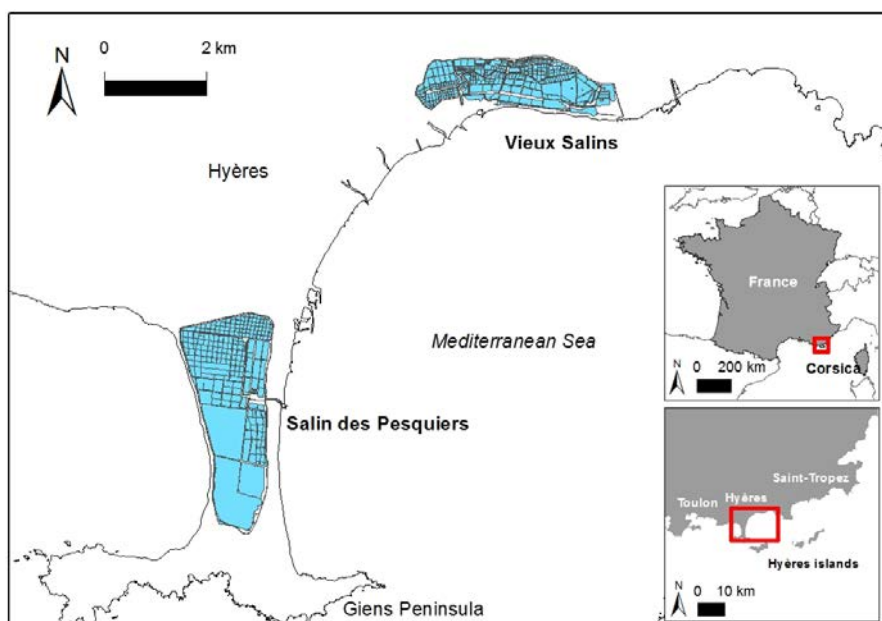 N
0 2 km
Vieux Salins
Hyères
Mediterranean Sea
Salin des Pesquiers
Giens Peninsula
France
N
0 200 km
Corsica
Saint-Tropez
Hyères
Toulon
Hyères islands
N
0 10 km